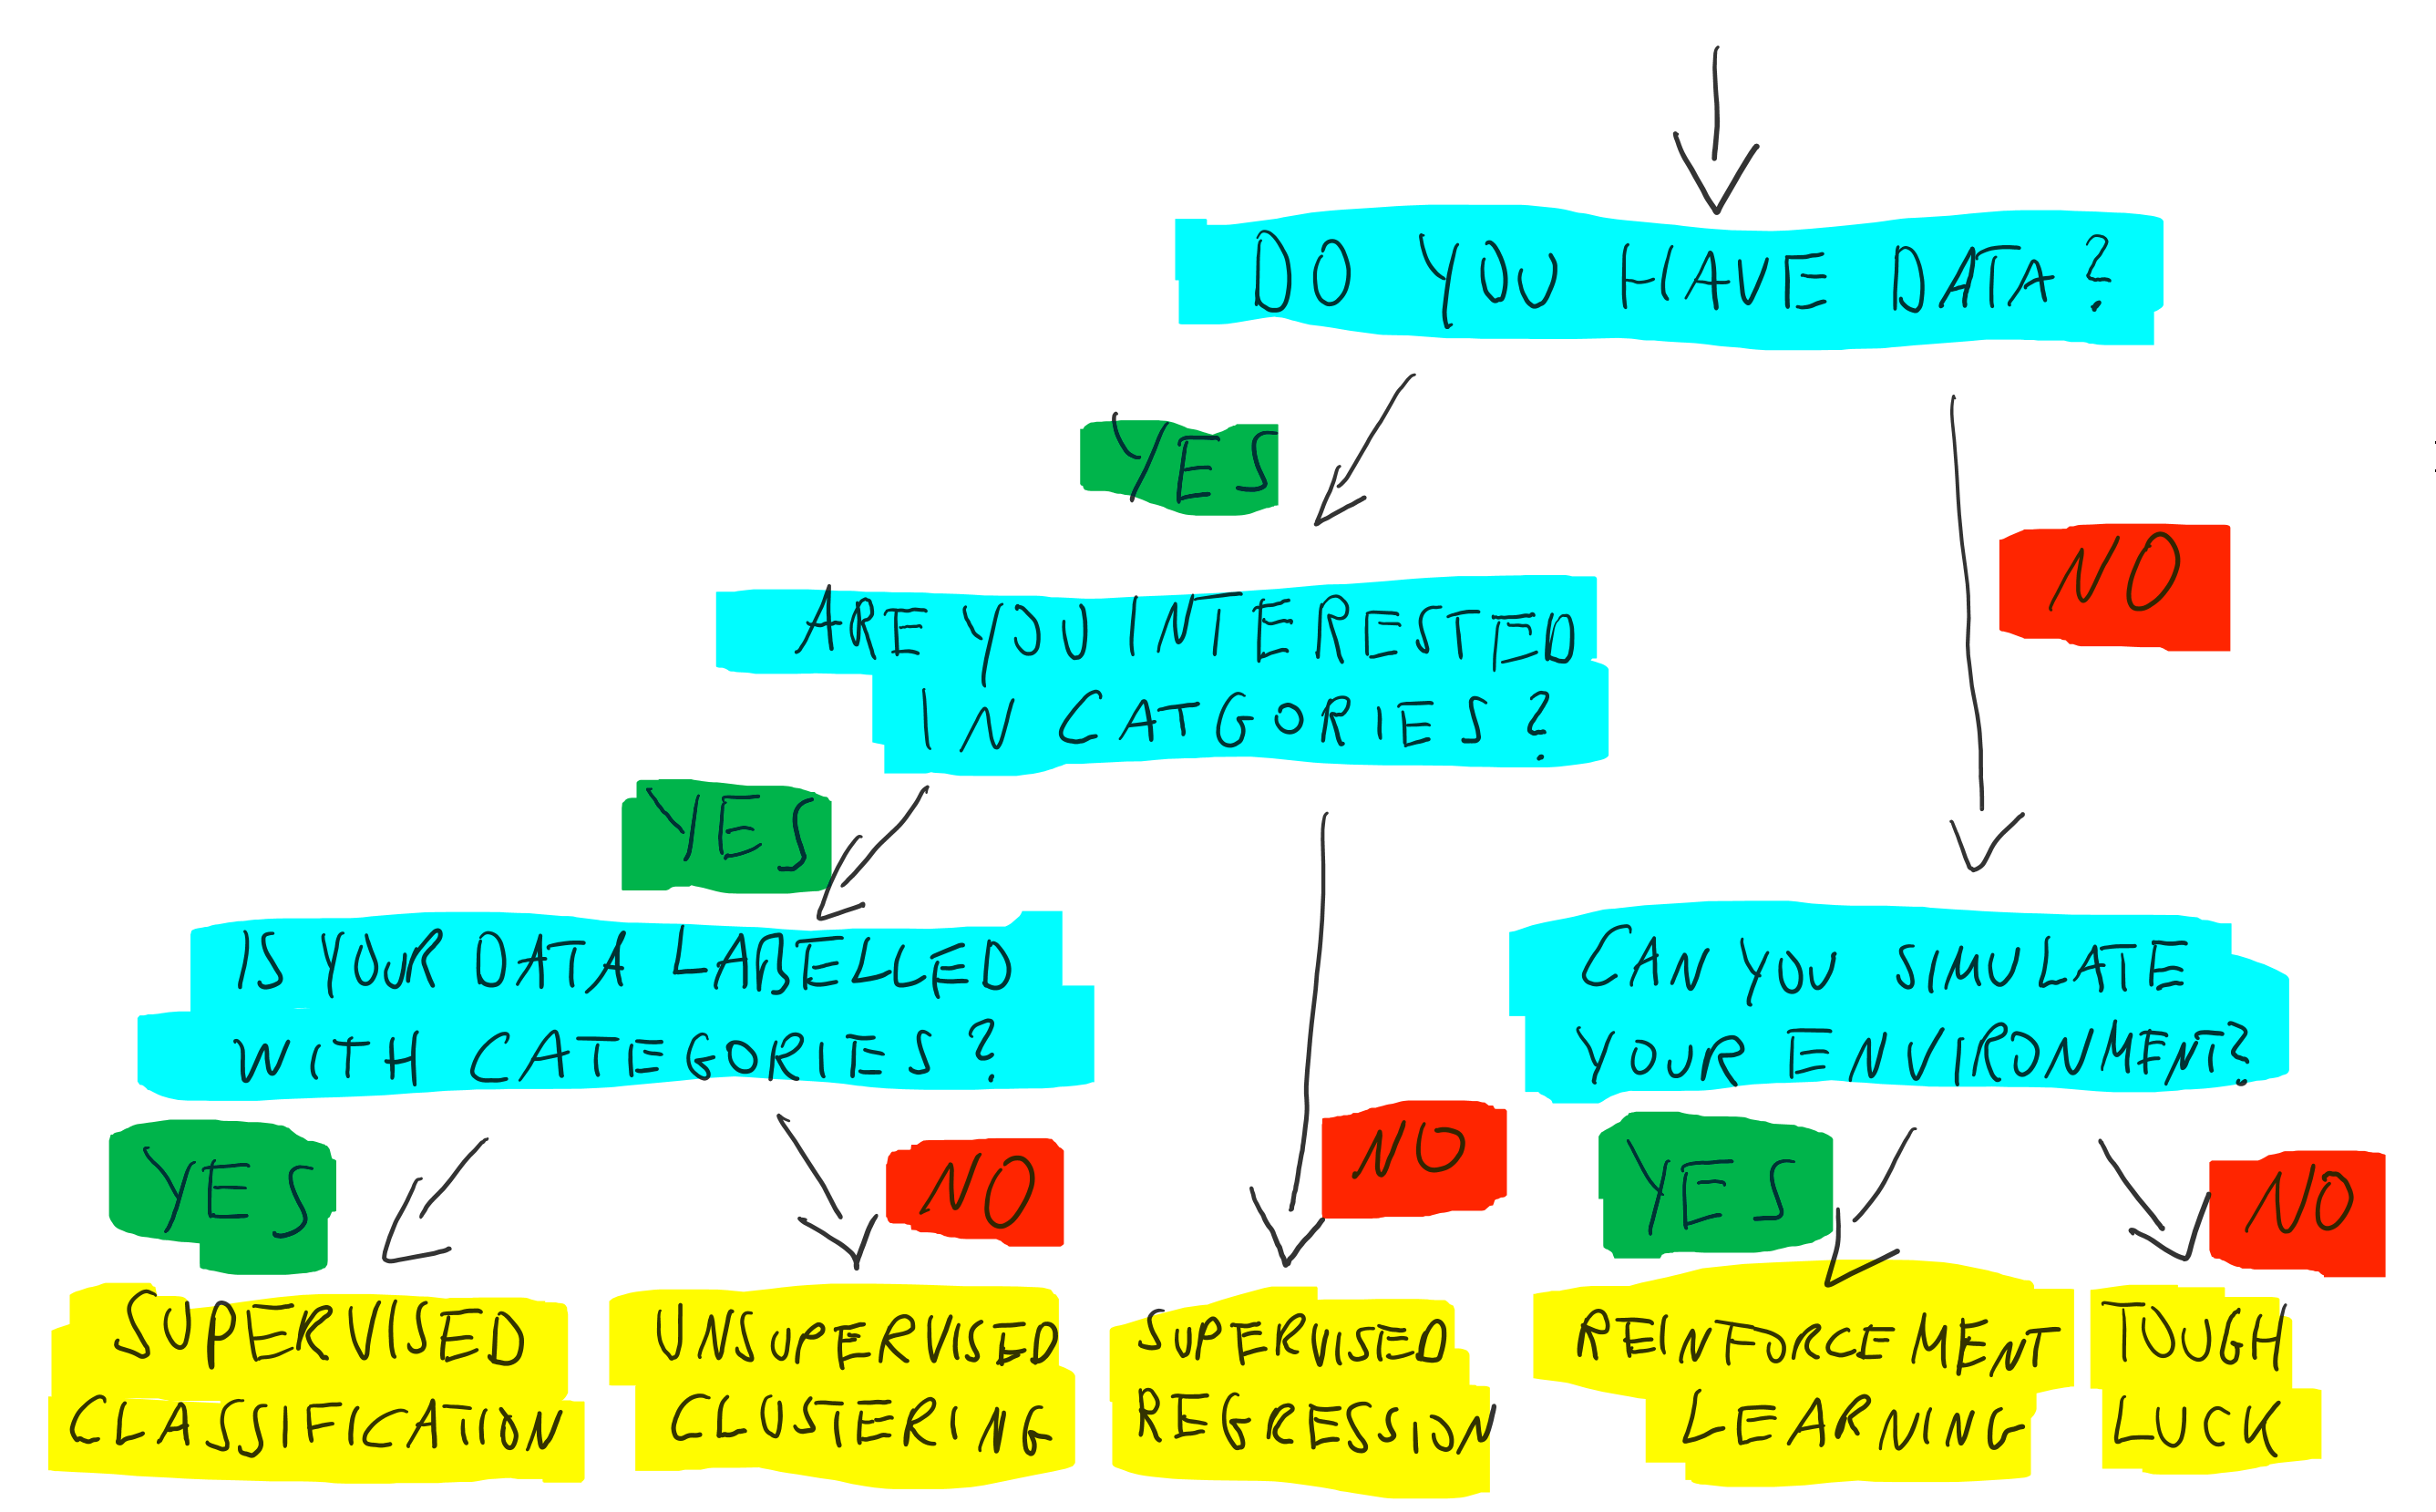 DO YOU HAVE DATA?
YES
NO
ARE YOU INTERESTED
IN CATGORIES?
YES
IS YOUR DATA LABELED
WITH CATEGORIES?
CAN YOU SIMULATE
YOUR ENVIRONMENT?
YES
NO
NO
YES
NO
SUPERVISED
CLASSIFICATION
UNSUPERVISED
CLUSTERING
SUPERVISED
REGRESSION
REINFORCEMENT
LEARNING
TOUGH
LUCK